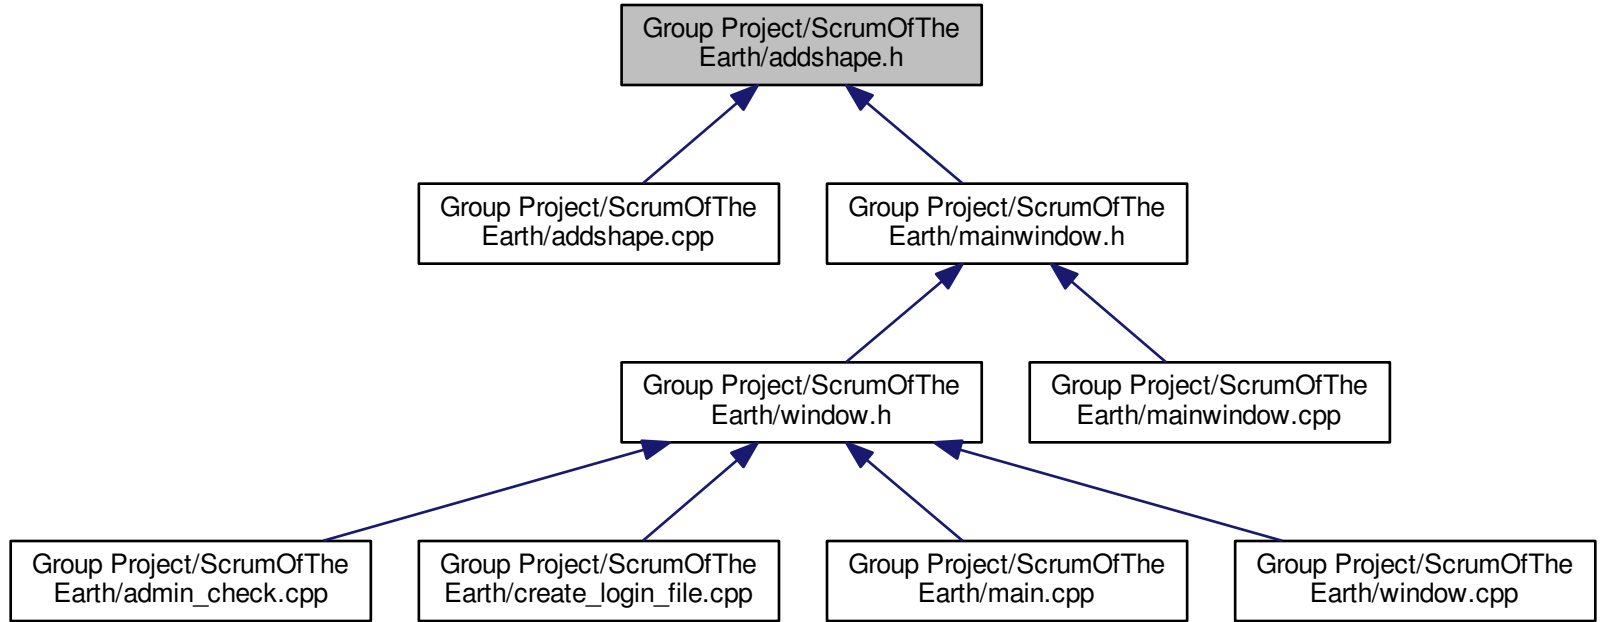 Group Project/ScrumOfThe
Earth/addshape.h
Group Project/ScrumOfThe
Earth/addshape.cpp
Group Project/ScrumOfThe
Earth/mainwindow.h
Group Project/ScrumOfThe
Earth/window.h
Group Project/ScrumOfThe
Earth/mainwindow.cpp
Group Project/ScrumOfThe
Earth/admin_check.cpp
Group Project/ScrumOfThe
Earth/create_login_file.cpp
Group Project/ScrumOfThe
Earth/main.cpp
Group Project/ScrumOfThe
Earth/window.cpp